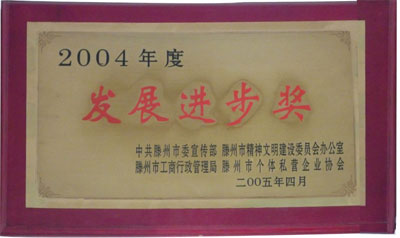 2004年度
发展进步奖
中共滕州市委宣传部 滕州市精神文明建设委员会办公室
滕州市工商行政管理局 滕州市个体私营企业协会
二00五年四月